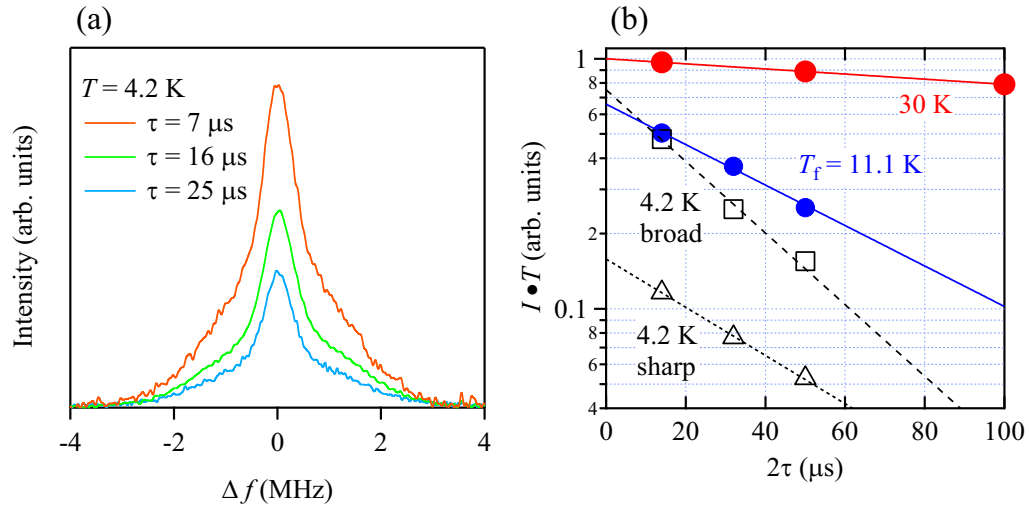 (a)
T = 4.2 K
τ = 7 μs
τ = 16 μs
τ = 25 μs
Intensity (arb. units)
-4
-2
0
2
4
Δ f (MHz)
(b)
1
8
6
4
2
0.1
8
6
4
I•T (arb. units)
30 K
Tf = 11.1 K
4.2 K
broad
4.2 K
sharp
0
20
40
60
80
100
2τ (μs)